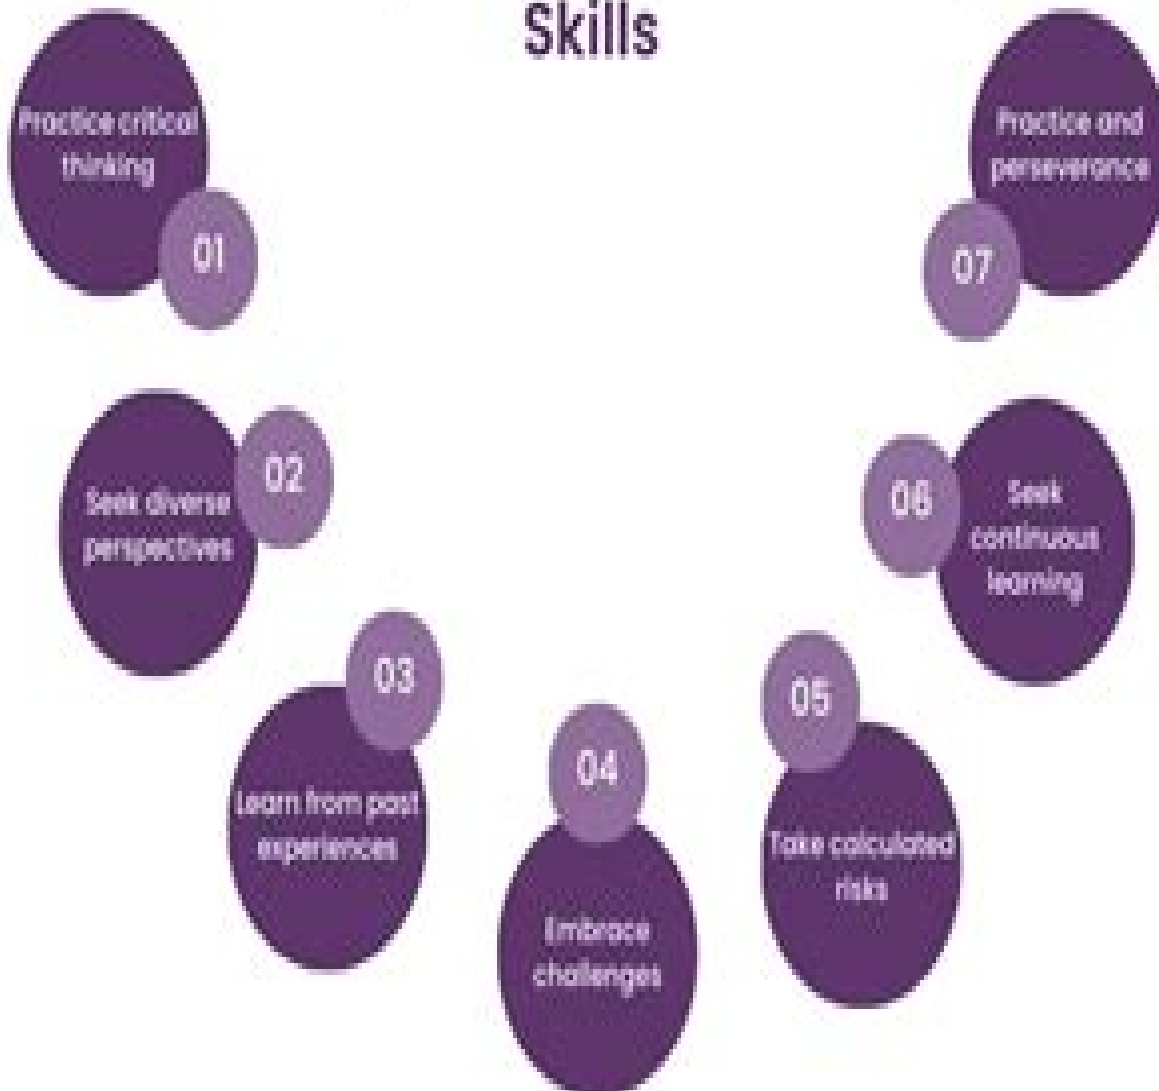 Skills
Practice critical
thinking
01
Seek diverse
perspectives
02
Learn from past
experiences
03
Embrace
challenges
04
Take calculated
risks
05
Seek
continuous
learning
06
Practice and
perseverance
07